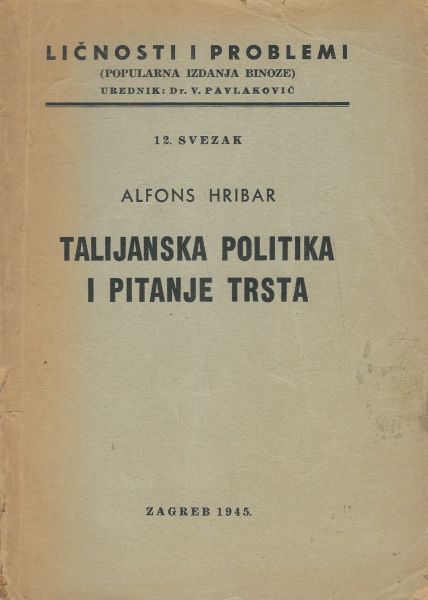 LIČNOSTI I PROBLEMI
(POPULARNA IZDANJA BINOZE)
UREDNIK: Dr. V. PAVLAKOVIĆ
12. SVEZAK
ALFONS HRIBAR
TALIJANSKA POLITIKA
I PITANJE TRSTA
ZAGREB 1945.